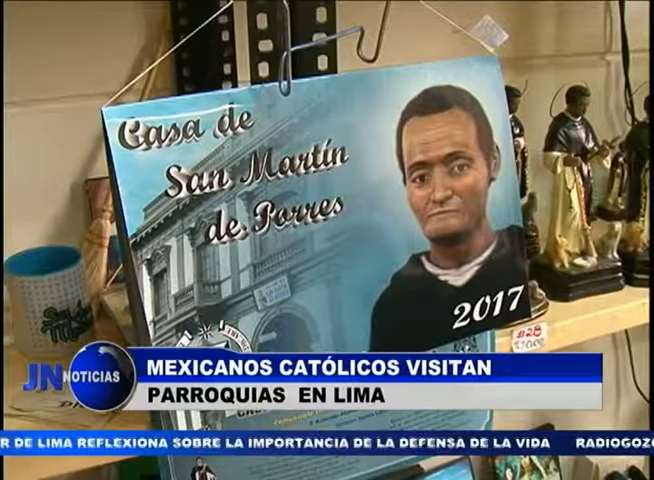 Casa de
San Martín
de Porres
2017
828
JN NOTICIAS
MEXICANOS CATÓLICOS VISITAN
PARROQUIAS EN LIMA
R DE LIMA REFLEXIONA SOBRE LA IMPORTANCIA DE LA DEFENSA DE LA VIDA RADIOGOZO